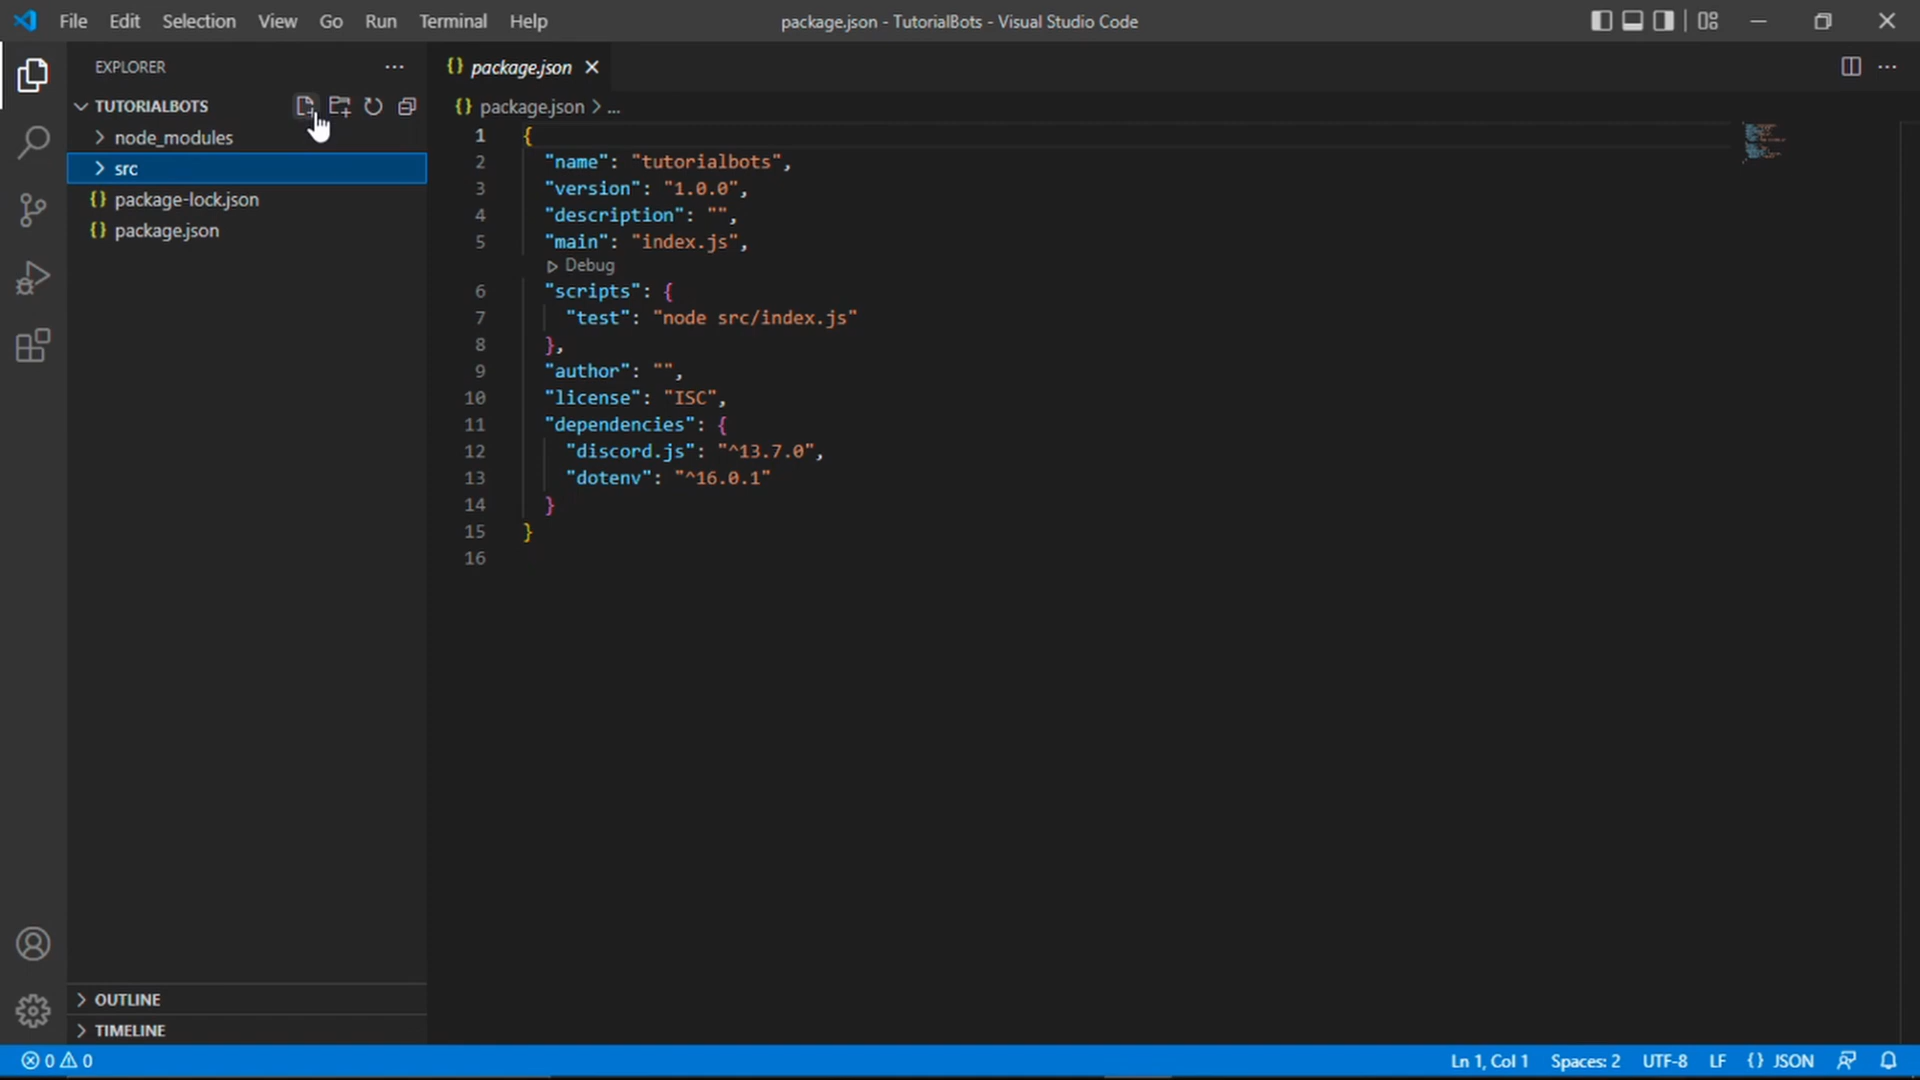 File Edit Selection View Go Run Terminal Help
package.json - TutorialBots - Visual Studio Code
EXPLORER
TUTORIALBOTS
node_modules
src
{} package-lock.json
{} package.json
OUTLINE
TIMELINE
{} package.json
{} package.json > ...
1 {
2 "name": "tutorialbots",
3 "version": "1.0.0",
4 "description": "",
5 "main": "index.js",
Debug
6 "scripts": {
7 "test": "node src/index.js"
8 },
9 "author": "",
10 "license": "ISC",
11 "dependencies": {
12 "discord.js": "^13.7.0",
13 "dotenv": "^16.0.1"
14 }
15 }
16
0 0
Ln 1, Col 1 Spaces: 2 UTF-8 LF {} JSON